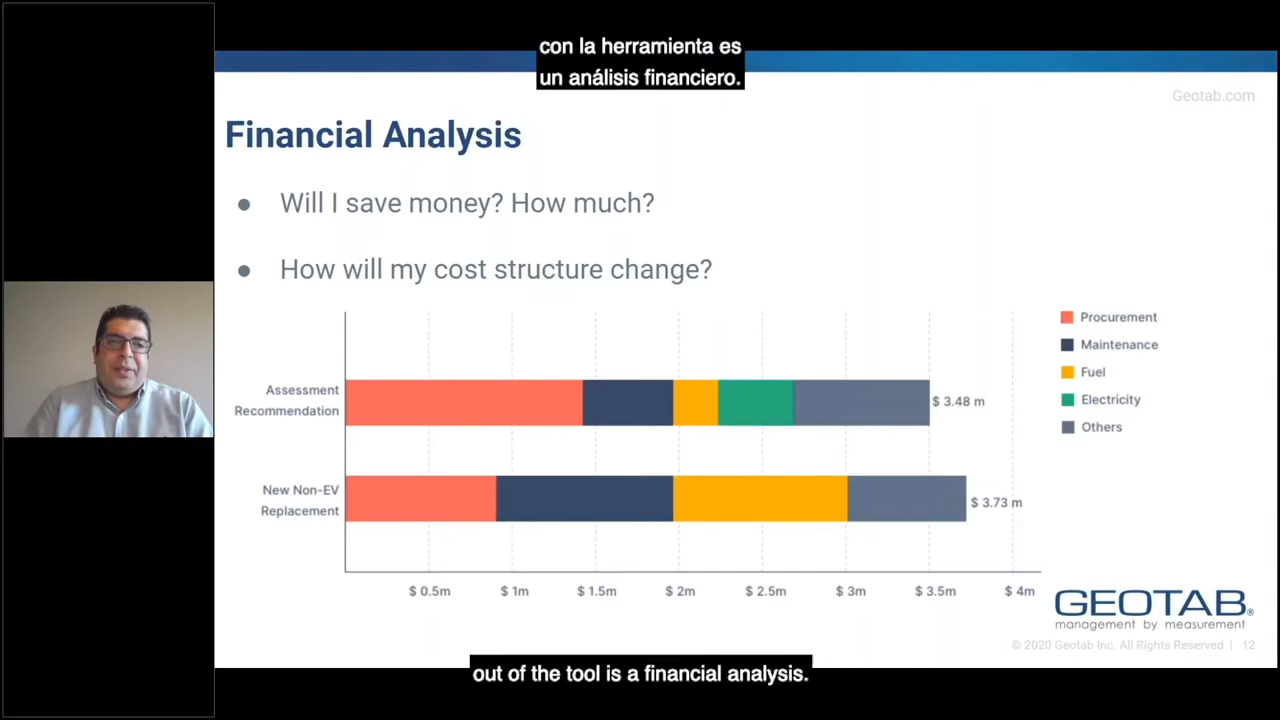 con la herramienta es
un análisis financiero.
Geotab.com
Financial Analysis
● Will I save money? How much?
● How will my cost structure change?
Procurement
Maintenance
Fuel
Electricity
Others
Assessment
Recommendation
$ 3.48 m
New Non-EV
Replacement
$ 3.73 m
$ 0.5m $ 1m $ 1.5m $ 2m $ 2.5m $ 3m $ 3.5m $ 4m
GEOTAB®
management by measurement
© 2020 Geotab Inc. All Rights Reserved | 12
out of the tool is a financial analysis.